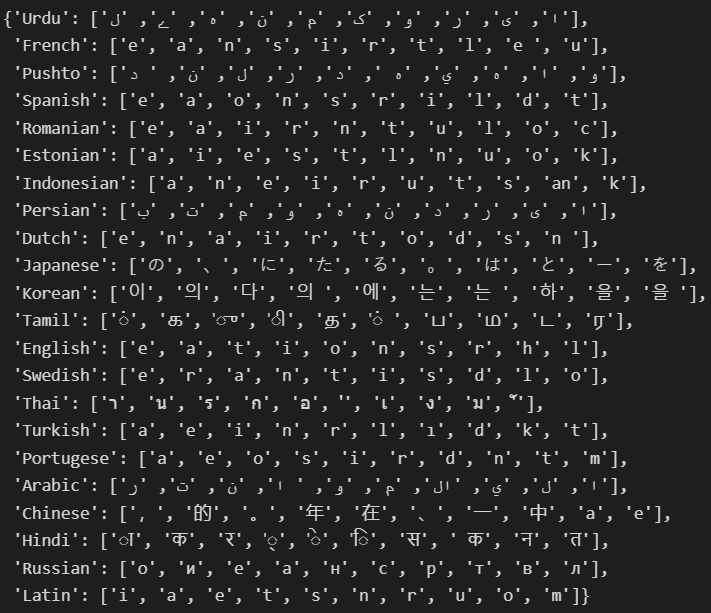 {'Urdu': ['ا', 'ی', 'ر', 'و', 'ک', 'م', 'ن', 'ہ', 'ے', 'ل'],
'French': ['e', 'a', 'n', 's', 'i', 'r', 't', 'l', 'e ', 'u'],
'Pushto': ['و', 'ا', 'ه', 'ي', 'ه ', 'د', 'ر', 'ل', 'ن', 'د '],
'Spanish': ['e', 'a', 'o', 'n', 's', 'r', 'i', 'l', 'd', 't'],
'Romanian': ['e', 'a', 'i', 'r', 'n', 't', 'u', 'l', 'o', 'c'],
'Estonian': ['a', 'i', 'e', 's', 't', 'l', 'n', 'u', 'o', 'k'],
'Indonesian': ['a', 'n', 'e', 'i', 'r', 'u', 't', 's', 'an', 'k'],
'Persian': ['ا', 'ی', 'ر', 'د', 'ن', 'ه', 'و', 'م', 'ت', 'ب'],
'Dutch': ['e', 'n', 'a', 'i', 'r', 't', 'o', 'd', 's', 'n '],
'Japanese': ['の', '、', 'に', 'た', 'る', '。', 'は', 'と', 'ー', 'を'],
'Korean': ['이', '의', '다', '의 ', '에', '는', '는 ', '하', '을', '을 '],
'Tamil': ['்', 'க', 'ு', 'ி', 'த', '் ', 'ப', 'ம', 'ட', 'ர'],
'English': ['e', 'a', 't', 'i', 'o', 'n', 's', 'r', 'h', 'l'],
'Swedish': ['e', 'r', 'a', 'n', 't', 'i', 's', 'd', 'l', 'o'],
'Thai': ['า', 'น', 'ร', 'ก', 'อ', '', 'เ', 'ง', 'ม', '้'],
'Turkish': ['a', 'e', 'i', 'n', 'r', 'l', 'ı', 'd', 'k', 't'],
'Portugese': ['a', 'e', 'o', 's', 'i', 'r', 'd', 'n', 't', 'm'],
'Arabic': ['ا', 'ل', 'ي', 'ال', 'م', 'و', ' ا', 'ن', 'ت', 'ر'],
'Chinese': ['，', '的', '。', '年', '在', '、', '一', '中', 'a', 'e'],
'Hindi': ['ा', 'क', 'र', '्', 'े', 'ि', 'स', ' क', 'न', 'त'],
'Russian': ['о', 'и', 'е', 'а', 'н', 'с', 'р', 'т', 'в', 'л'],
'Latin': ['i', 'a', 'e', 't', 's', 'n', 'r', 'u', 'o', 'm']}